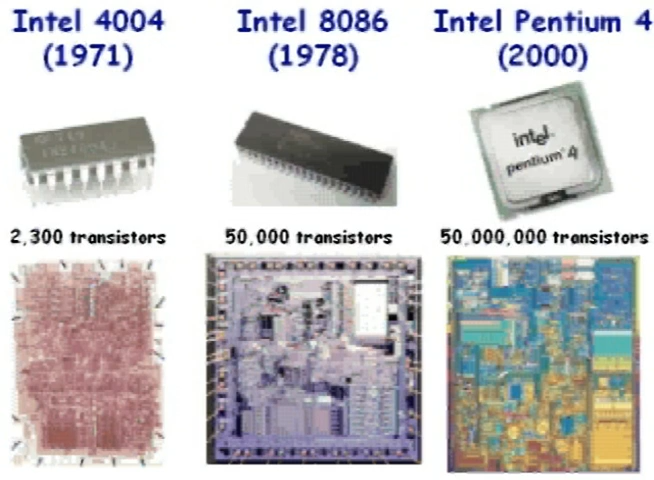 Intel 4004
(1971)
Intel 8086
(1978)
Intel Pentium 4
(2000)
intel
pentium 4
2,300 transistors
50,000 transistors
50,000,000 transistors